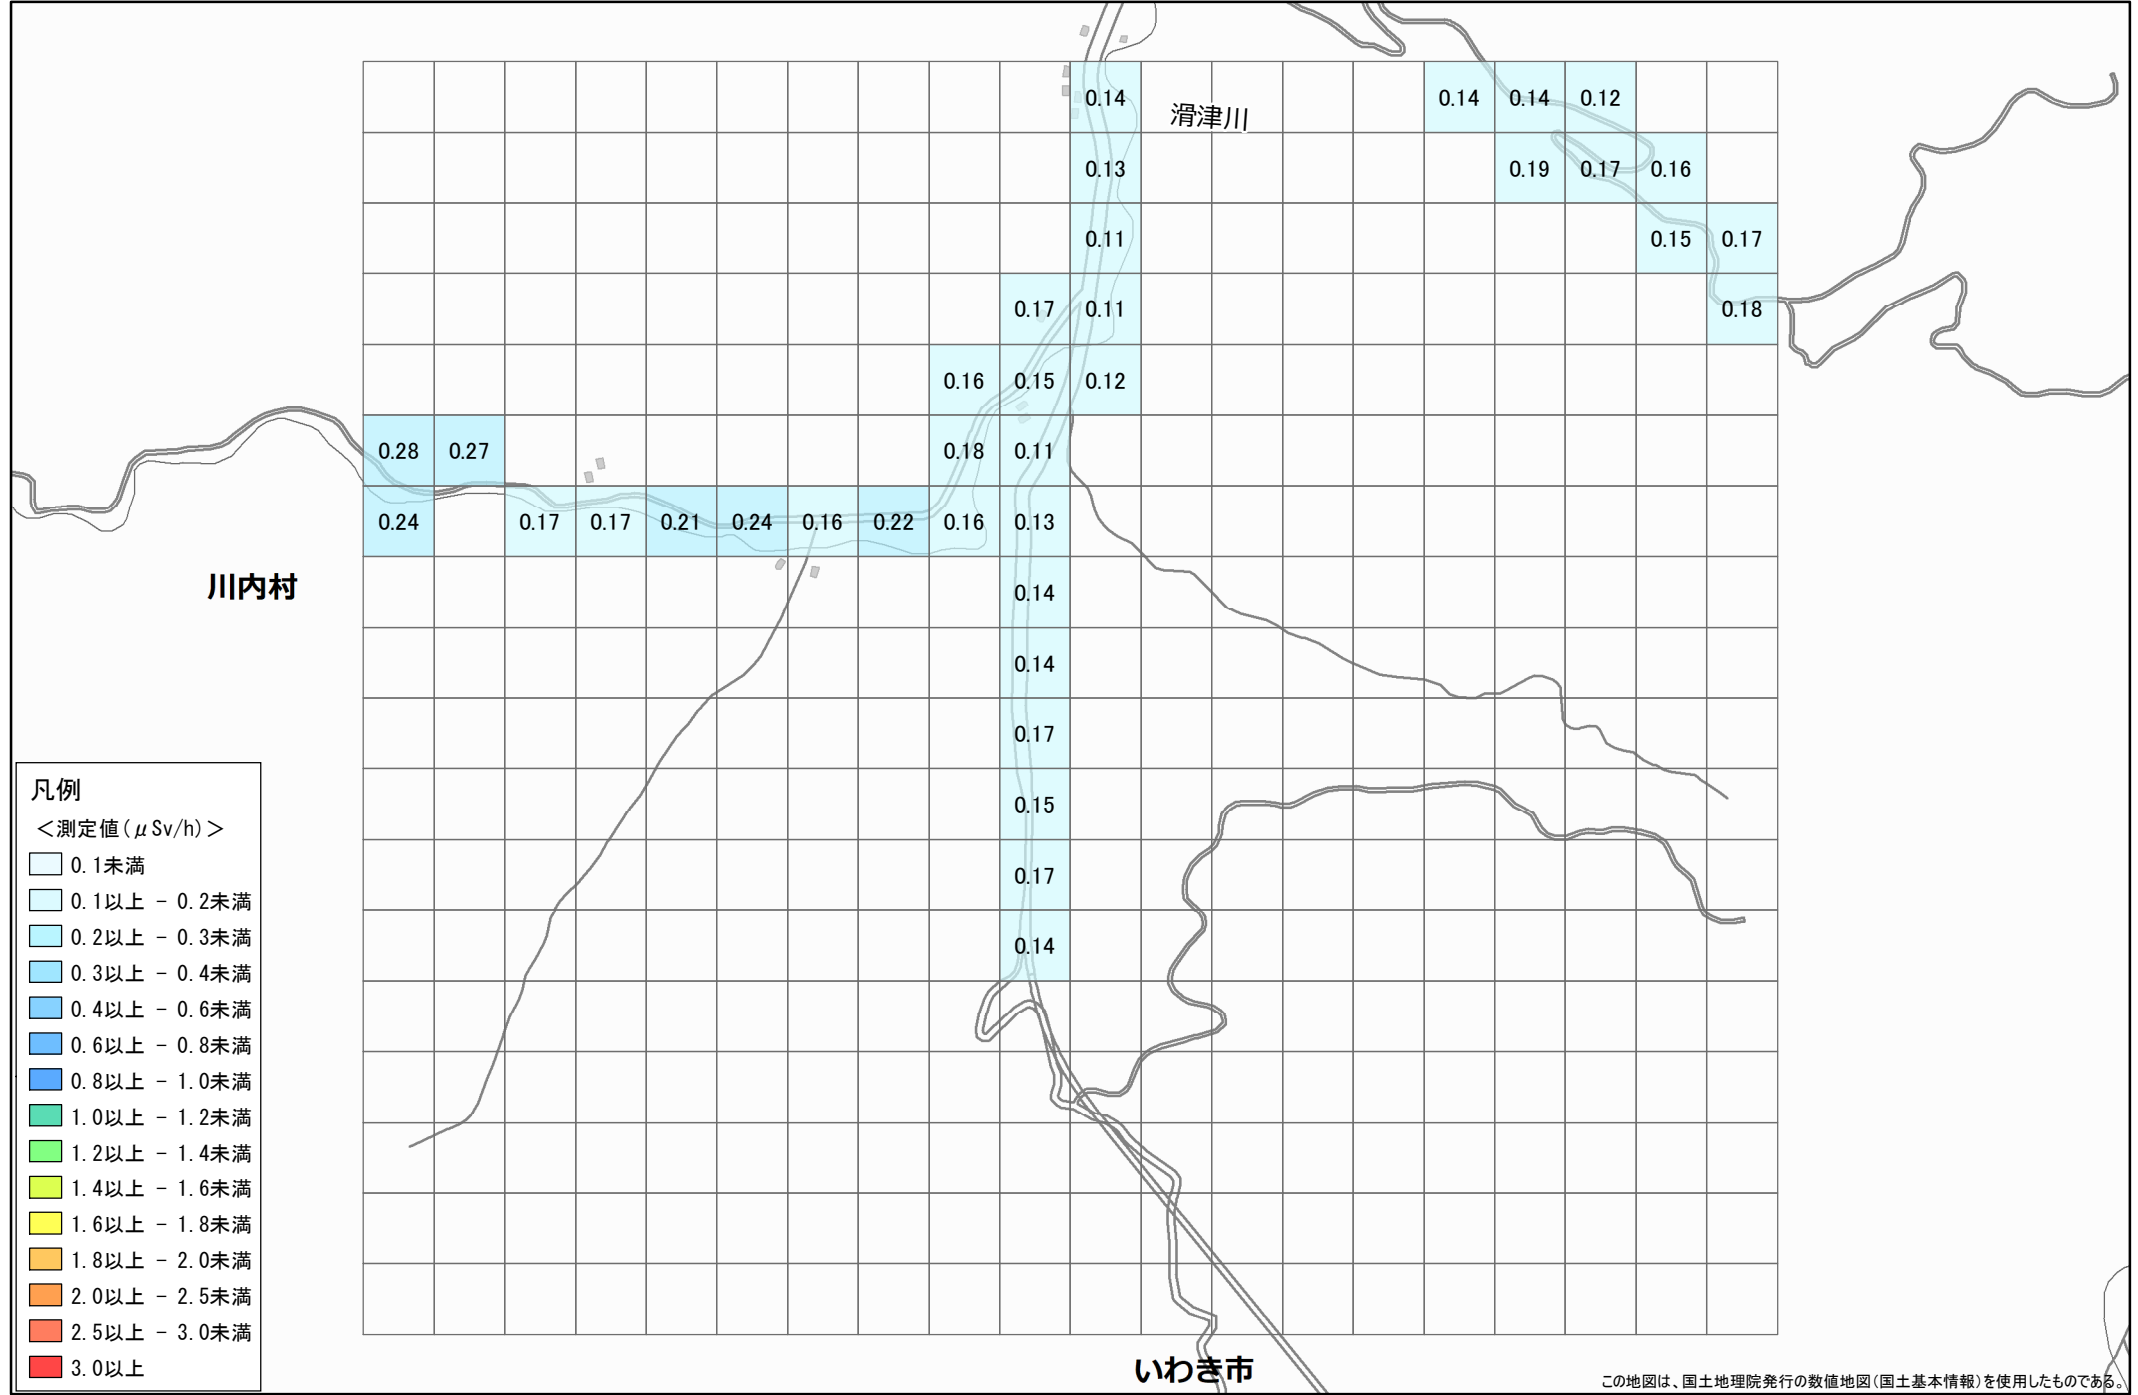 0.14 滑津川 0.14 0.14 0.12
0.13 0.19 0.17 0.16
0.11 0.15 0.17
0.17 0.11 0.18
0.16 0.15 0.12
0.28 0.27 0.18 0.11
0.24 0.17 0.17 0.21 0.24 0.16 0.22 0.16 0.13
川内村
0.14
0.14
0.17
0.15
0.17
0.14
凡例
＜測定値(μSv/h)＞
0.1未満
0.1以上 - 0.2未満
0.2以上 - 0.3未満
0.3以上 - 0.4未満
0.4以上 - 0.6未満
0.6以上 - 0.8未満
0.8以上 - 1.0未満
1.0以上 - 1.2未満
1.2以上 - 1.4未満
1.4以上 - 1.6未満
1.6以上 - 1.8未満
1.8以上 - 2.0未満
2.0以上 - 2.5未満
2.5以上 - 3.0未満
3.0以上
いわき市
この地図は、国土地理院発行の数値地図(国土基本情報)を使用したものである。